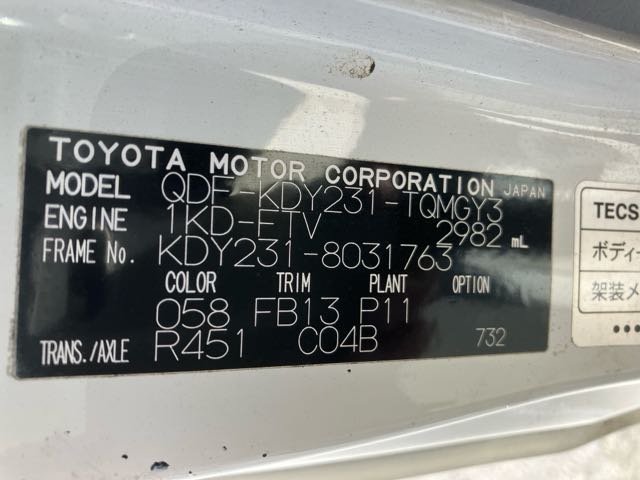 TOYOTA MOTOR CORPORATION JAPAN
MODEL QDF-KDY231-TQMGY3
ENGINE 1KD-FTV 2982 mL
FRAME No. KDY231-8031763
COLOR TRIM PLANT OPTION
058 FB13 P11
TRANS./AXLE R451 C04B 732
TECS
ボディー
架装メ